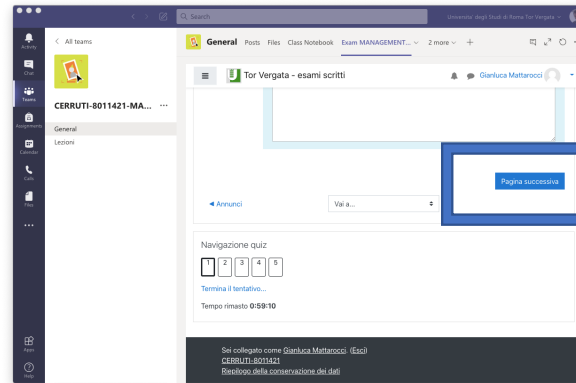 Search
Universita' degli Studi di Roma Tor Vergata
Activity
Chat
Teams
Assignments
Calendar
Calls
Files
Apps
Help
All teams
CERRUTI-8011421-MA... ...
General
Lezioni
General Posts Files Class Notebook Exam MANAGEMENT... 2 more
Tor Vergata - esami scritti
Gianluca Mattarocci
Pagina successiva
◄ Annunci
Vai a...
Navigazione quiz
1 2 3 4 5
Termina il tentativo...
Tempo rimasto 0:59:10
Sei collegato come Gianluca Mattarocci. (Esci)
CERRUTI-8011421
Riepilogo della conservazione dei dati